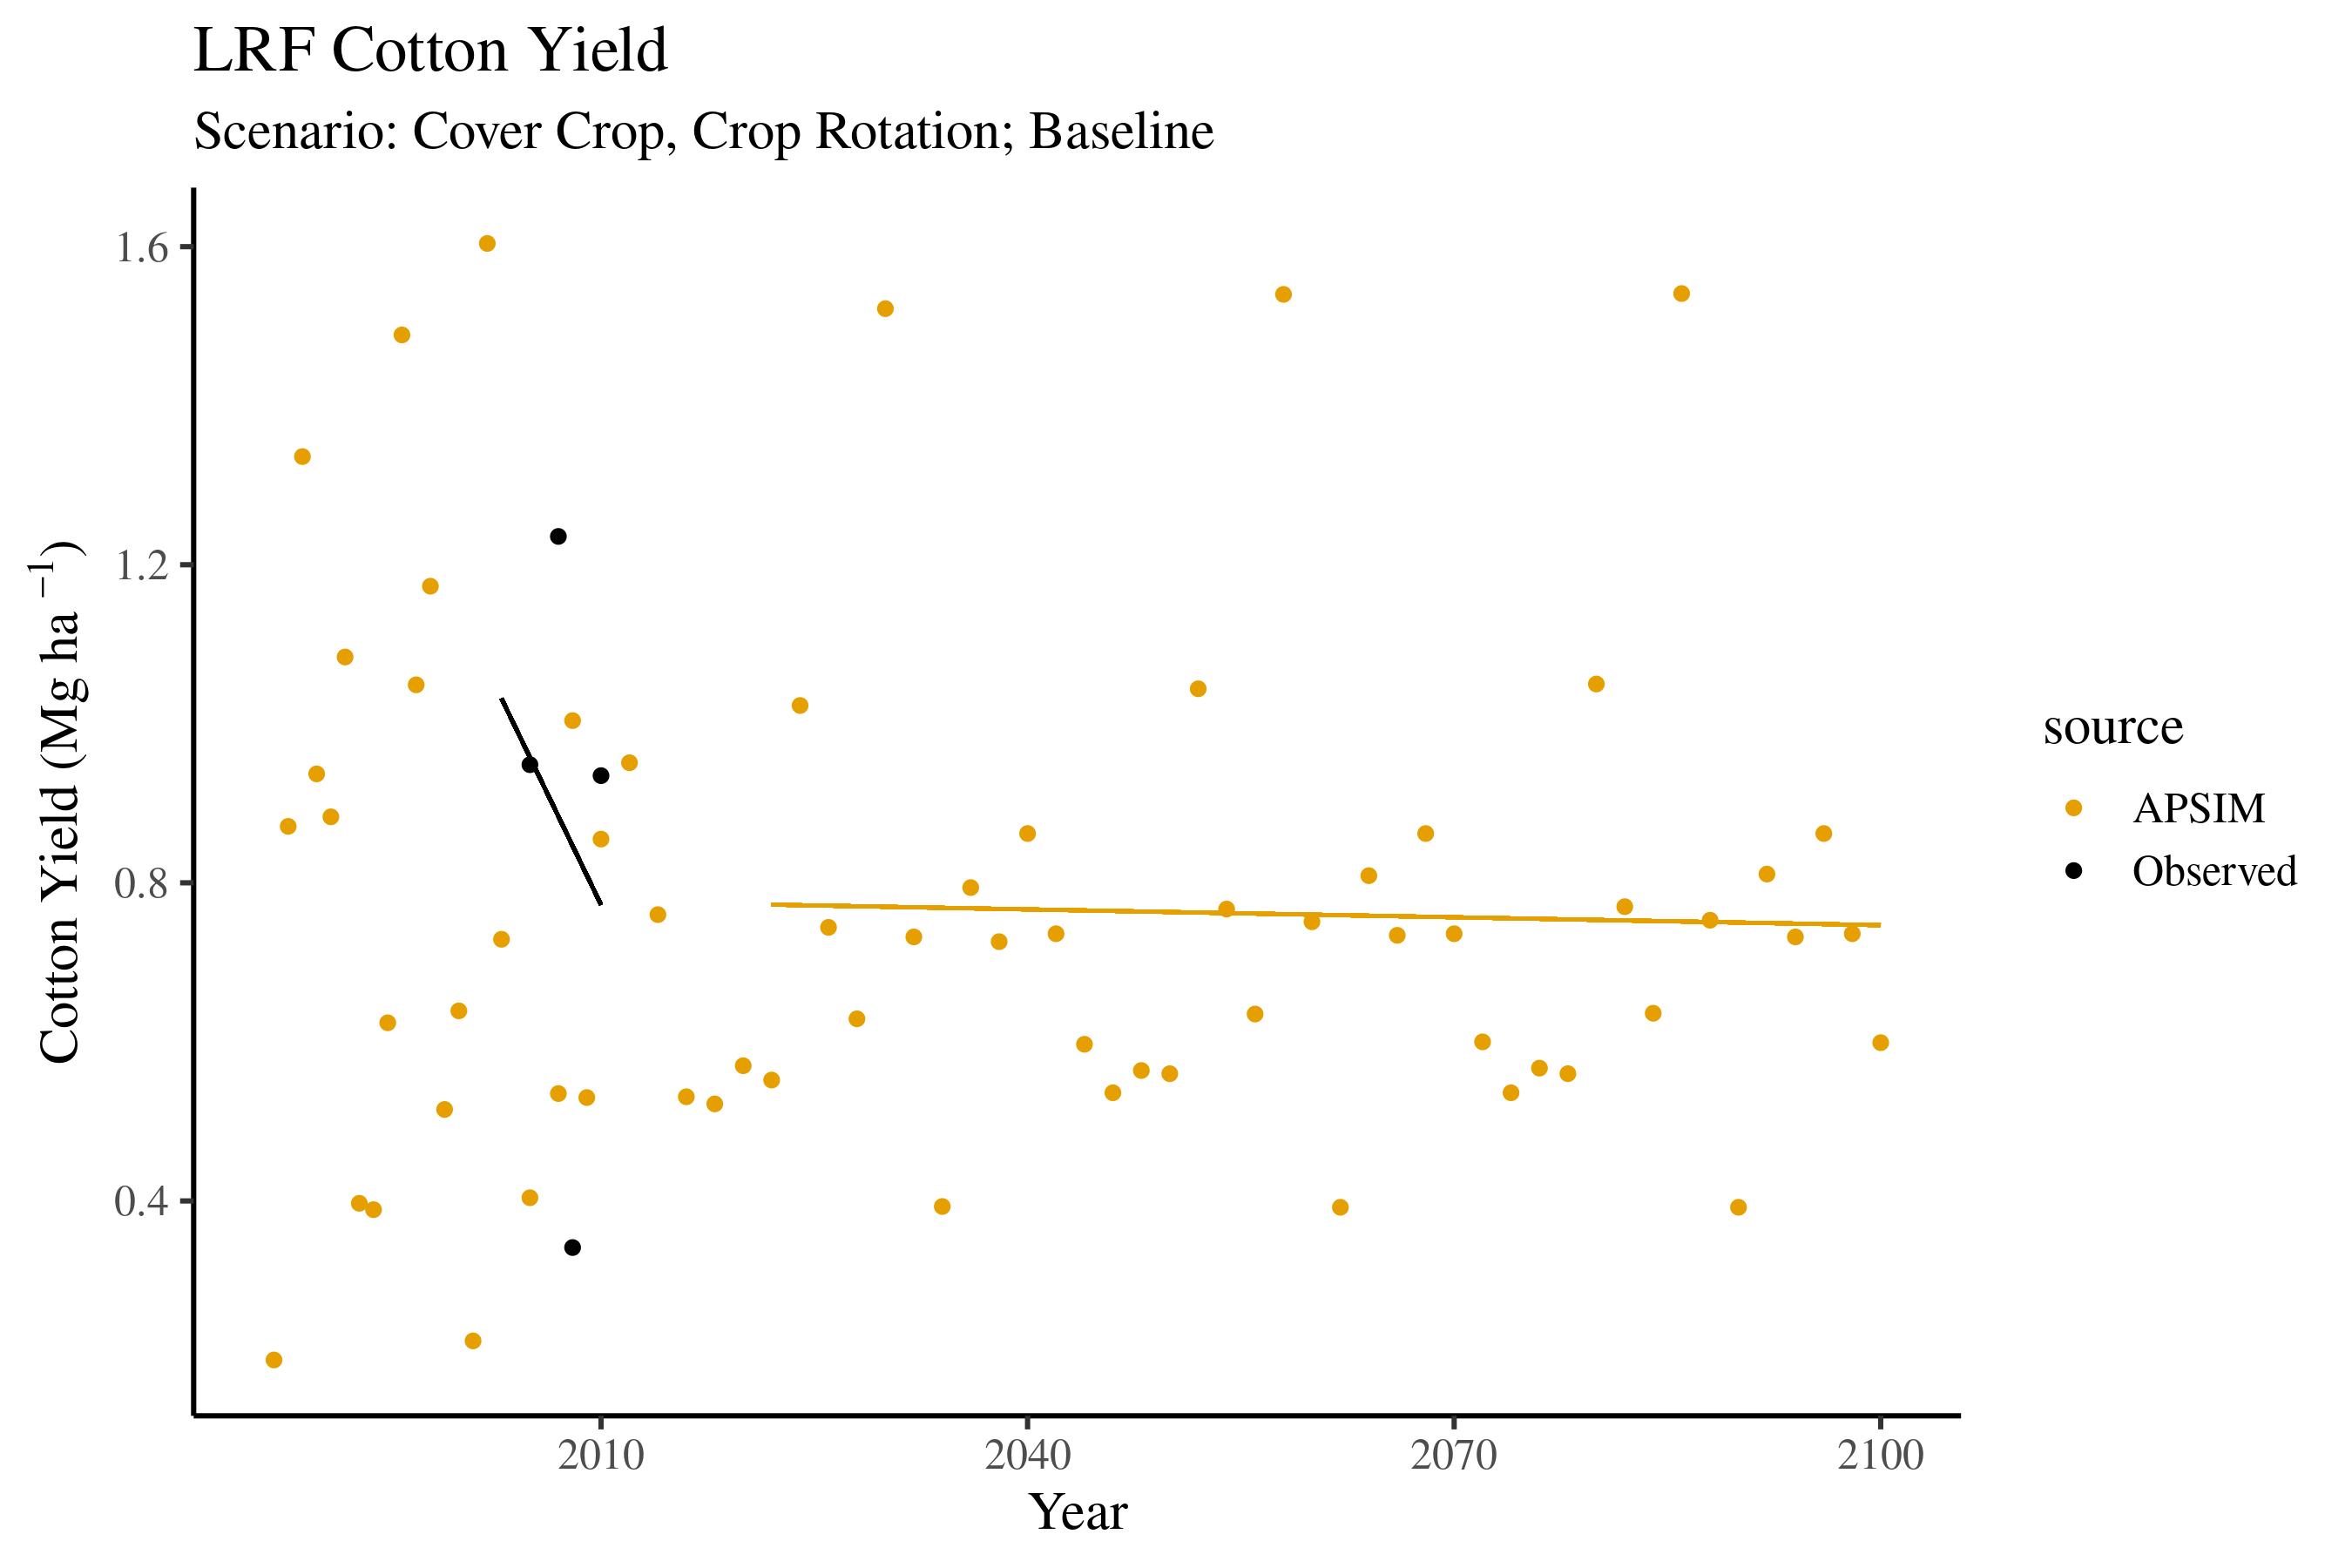 LRF Cotton Yield
Scenario: Cover Crop, Crop Rotation; Baseline
Cotton Yield (Mg ha −1)
1.6
1.2
0.8
0.4
2010
2040
2070
2100
Year
source
APSIM
Observed